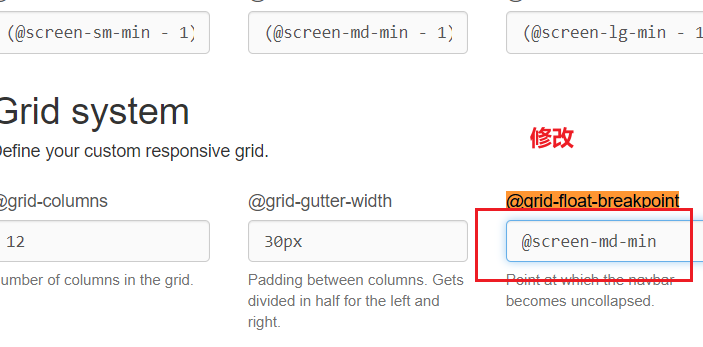 (@screen-sm-min - 1)
(@screen-md-min - 1)
(@screen-lg-min - 1
Grid system
Define your custom responsive grid.
修改
@grid-columns
@grid-gutter-width
@grid-float-breakpoint
12
30px
@screen-md-min
umber of columns in the grid.
Padding between columns. Gets
divided in half for the left and
right.
Point at which the navbar
becomes uncollapsed.